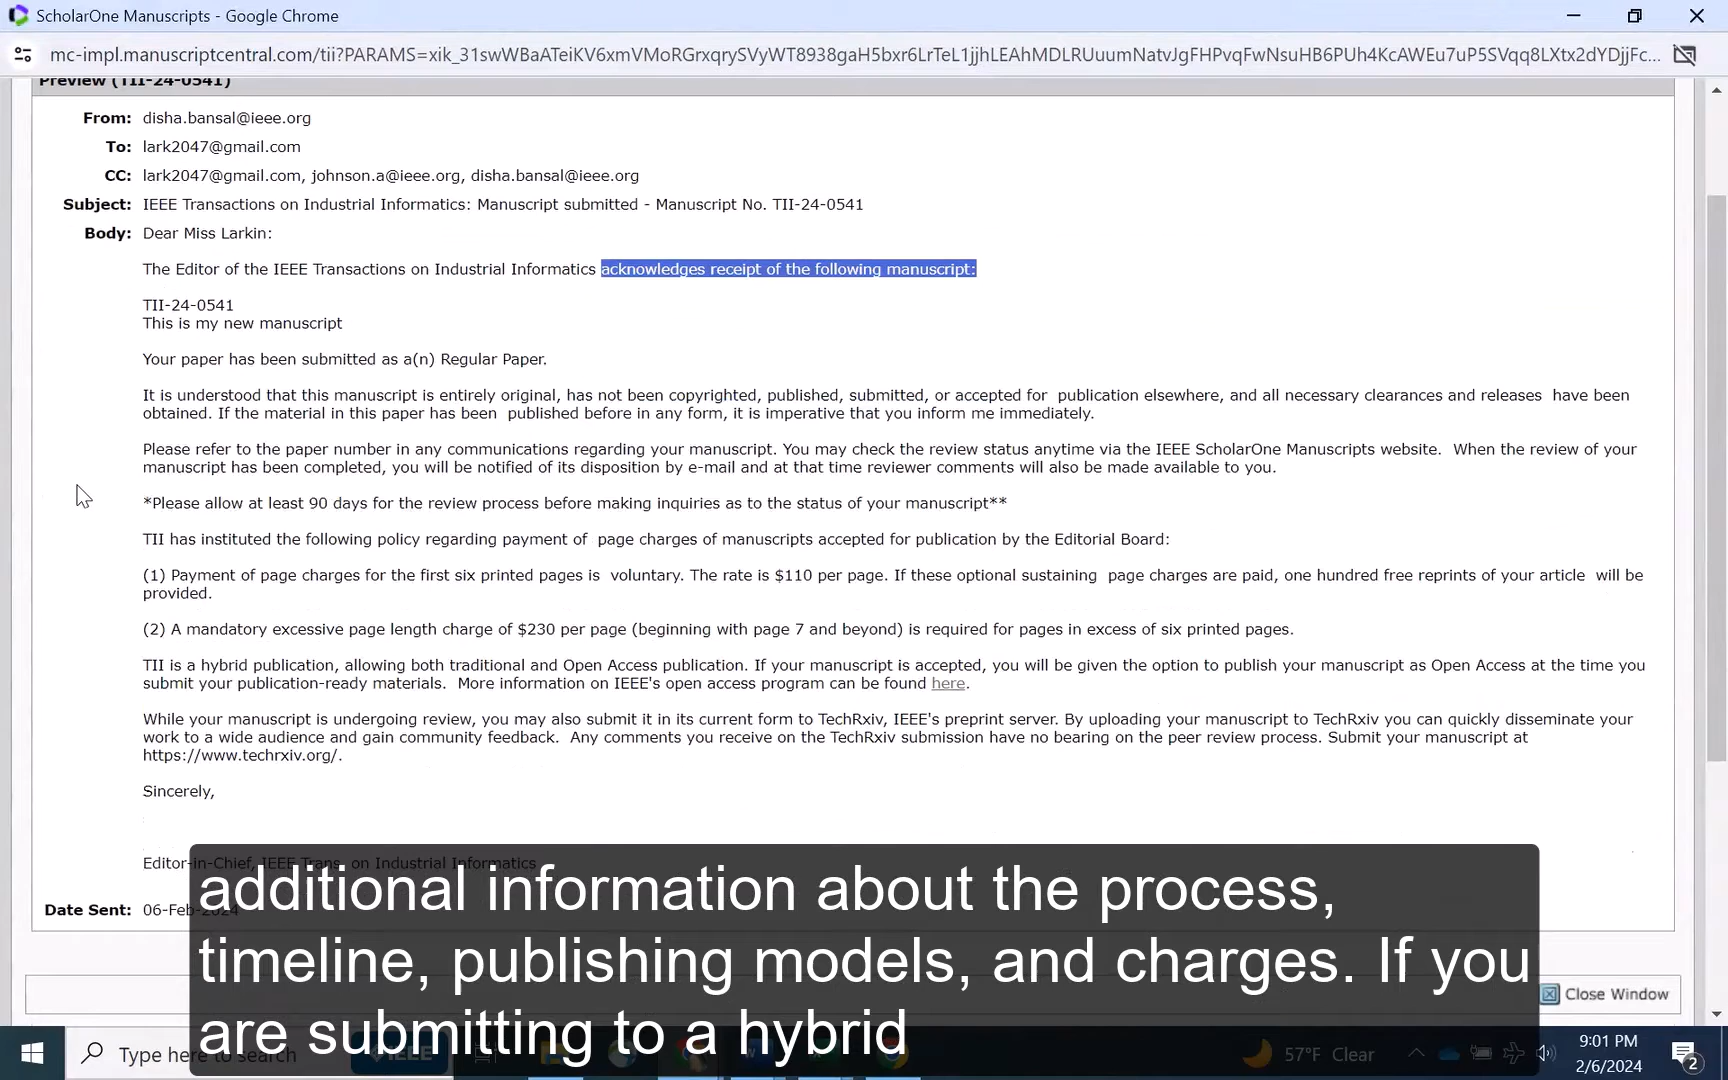 ScholarOne Manuscripts - Google Chrome
mc-impl.manuscriptcentral.com/tii?PARAMS=xik_31swWBaATeiKV6xmVMoRGrxqrySVyWT8938gaH5bxr6LrTeL1jjhLEAhMDLRUuumNatvJgFHPvqFwNsuHB6PUh4KcAWEu7uP5SVqq8LXtx2dYDjjFc...
Preview (TII-24-0541)
From: disha.bansal@ieee.org
To: lark2047@gmail.com
CC: lark2047@gmail.com, johnson.a@ieee.org, disha.bansal@ieee.org
Subject: IEEE Transactions on Industrial Informatics: Manuscript submitted - Manuscript No. TII-24-0541
Body: Dear Miss Larkin:
The Editor of the IEEE Transactions on Industrial Informatics acknowledges receipt of the following manuscript:
TII-24-0541
This is my new manuscript
Your paper has been submitted as a(n) Regular Paper.
It is understood that this manuscript is entirely original, has not been copyrighted, published, submitted, or accepted for publication elsewhere, and all necessary clearances and releases have been
obtained. If the material in this paper has been published before in any form, it is imperative that you inform me immediately.
Please refer to the paper number in any communications regarding your manuscript. You may check the review status anytime via the IEEE ScholarOne Manuscripts website. When the review of your
manuscript has been completed, you will be notified of its disposition by e-mail and at that time reviewer comments will also be made available to you.
*Please allow at least 90 days for the review process before making inquiries as to the status of your manuscript**
TII has instituted the following policy regarding payment of page charges of manuscripts accepted for publication by the Editorial Board:
(1) Payment of page charges for the first six printed pages is voluntary. The rate is $110 per page. If these optional sustaining page charges are paid, one hundred free reprints of your article will be
provided.
(2) A mandatory excessive page length charge of $230 per page (beginning with page 7 and beyond) is required for pages in excess of six printed pages.
TII is a hybrid publication, allowing both traditional and Open Access publication. If your manuscript is accepted, you will be given the option to publish your manuscript as Open Access at the time you
submit your publication-ready materials. More information on IEEE's open access program can be found here.
While your manuscript is undergoing review, you may also submit it in its current form to TechRxiv, IEEE's preprint server. By uploading your manuscript to TechRxiv you can quickly disseminate your
work to a wide audience and gain community feedback. Any comments you receive on the TechRxiv submission have no bearing on the peer review process. Submit your manuscript at
https://www.techrxiv.org/.
Sincerely,
Editor-in-Chief, IEEE Trans. on Industrial Informatics
Date Sent: 06-Feb-2024
additional information about the process,
timeline, publishing models, and charges. If you
are submitting to a hybrid
Close Window
Type here to search
IEEE
57°F Clear
9:01 PM
2/6/2024
2